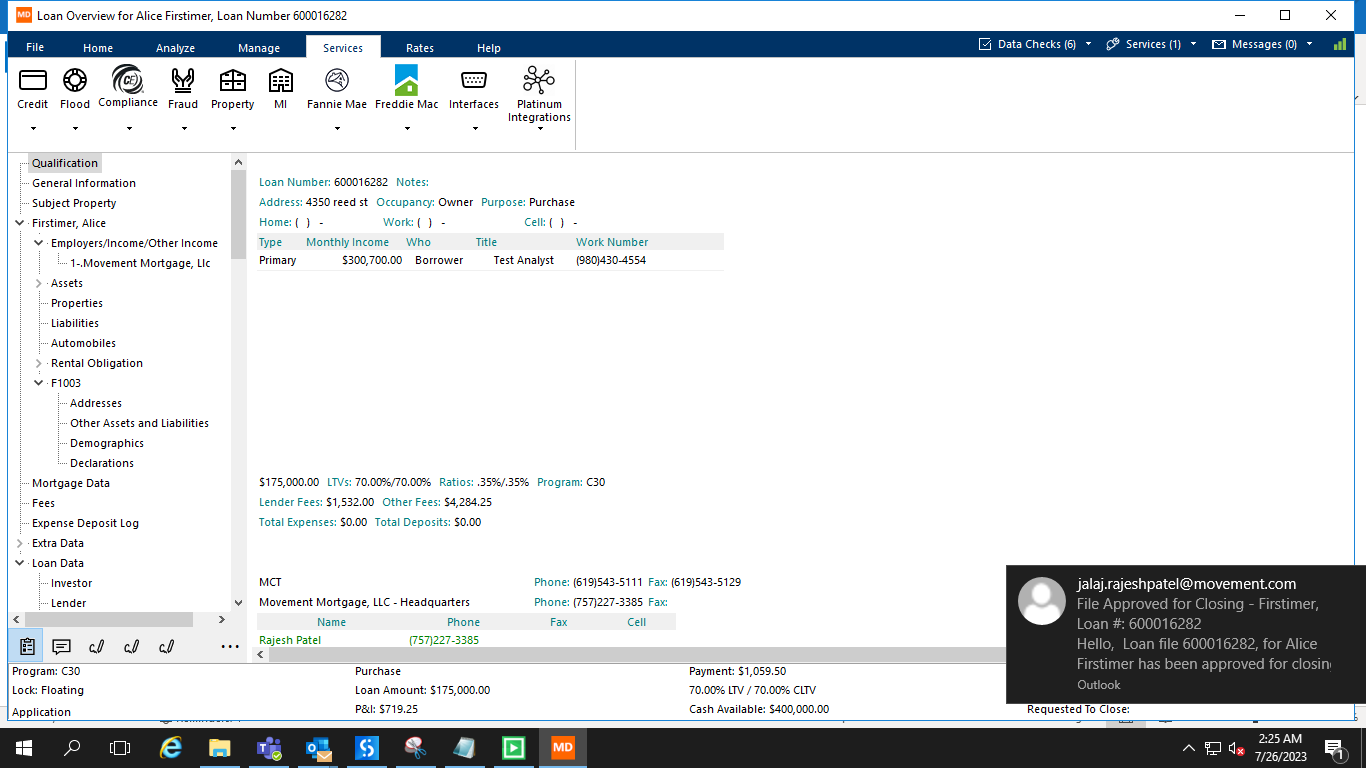 MD Loan Overview for Alice Firstimer, Loan Number 600016282
File Home Analyze Manage Services Rates Help Data Checks (6) Services (1) Messages (0)
Credit Flood Compliance Fraud Property MI Fannie Mae Freddie Mac Interfaces Platinum Integrations
Qualification
General Information
Subject Property
Firstimer, Alice
Employers/Income/Other Income
1-.Movement Mortgage, Llc
Assets
Properties
Liabilities
Automobiles
Rental Obligation
F1003
Addresses
Other Assets and Liabilities
Demographics
Declarations
Mortgage Data
Fees
Expense Deposit Log
Extra Data
Loan Data
Investor
Lender
Loan Number: 600016282 Notes:
Address: 4350 reed st Occupancy: Owner Purpose: Purchase
Home: ( ) - Work: ( ) - Cell: ( ) -
Type Monthly Income Who Title Work Number
Primary $300,700.00 Borrower Test Analyst (980)430-4554
$175,000.00 LTVs: 70.00%/70.00% Ratios: .35%/.35% Program: C30
Lender Fees: $1,532.00 Other Fees: $4,284.25
Total Expenses: $0.00 Total Deposits: $0.00
MCT Phone: (619)543-5111 Fax: (619)543-5129
Movement Mortgage, LLC - Headquarters Phone: (757)227-3385 Fax:
Name Phone Fax Cell
Rajesh Patel (757)227-3385
jalaj.rajeshpatel@movement.com
File Approved for Closing - Firstimer,
Loan #: 600016282
Hello, Loan file 600016282, for Alice
Firstimer has been approved for closin
Outlook
Program: C30 Purchase Payment: $1,059.50
Lock: Floating Loan Amount: $175,000.00 70.00% LTV / 70.00% CLTV
Application P&I: $719.25 Cash Available: $400,000.00 Requested To Close:
MD 2:25 AM
7/26/2023 1